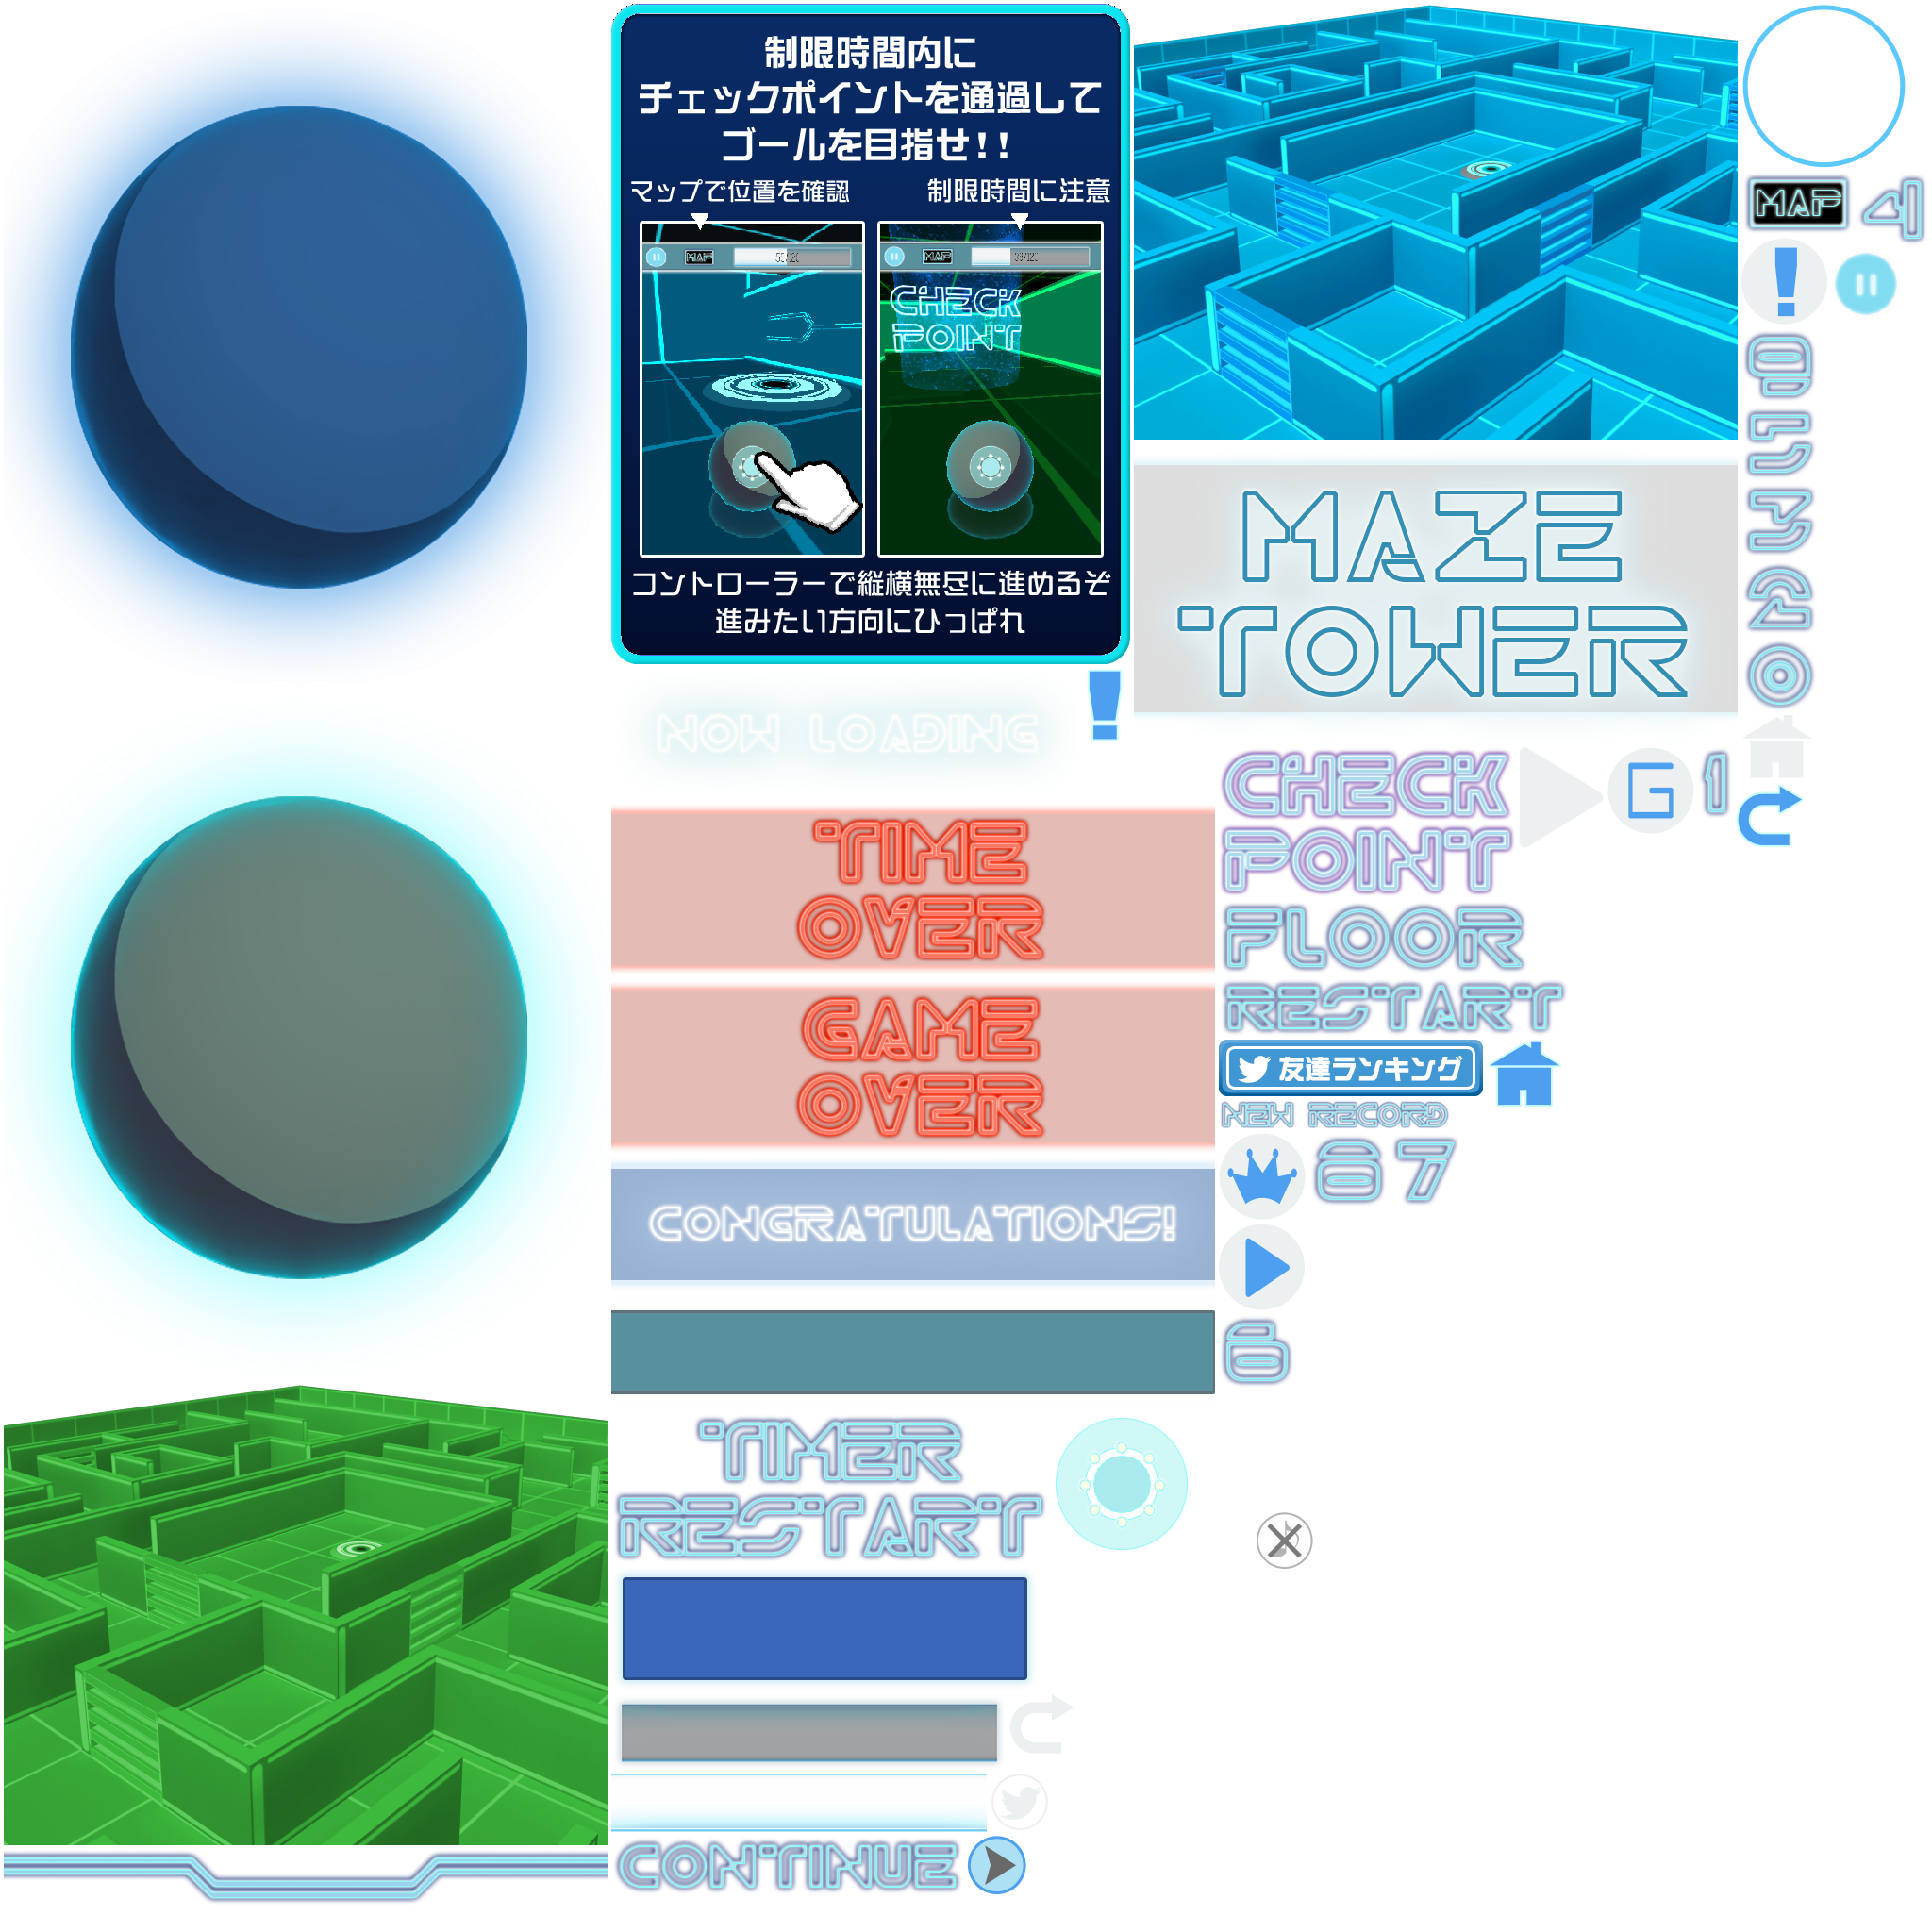 制限時間内に
チェックポイントを通過して
ゴールを目指せ!!
マップで位置を確認
制限時間に注意
MAP
MAP
CHECK
POINT
コントローラーで縦横無尽に進めるぞ
進みたい方向にひっぱれ
NOW LOADING
!
TIME
OVER
GAME
OVER
CONGRATULATIONS!
TIMER
RESTART
CONTINUE
MAZE
TOWER
CHECK
POINT
FLOOR
RESTART
友達ランキング
NEW RECORD
8 7
6
G 1
MAP 4
!
9
5
3
2
0